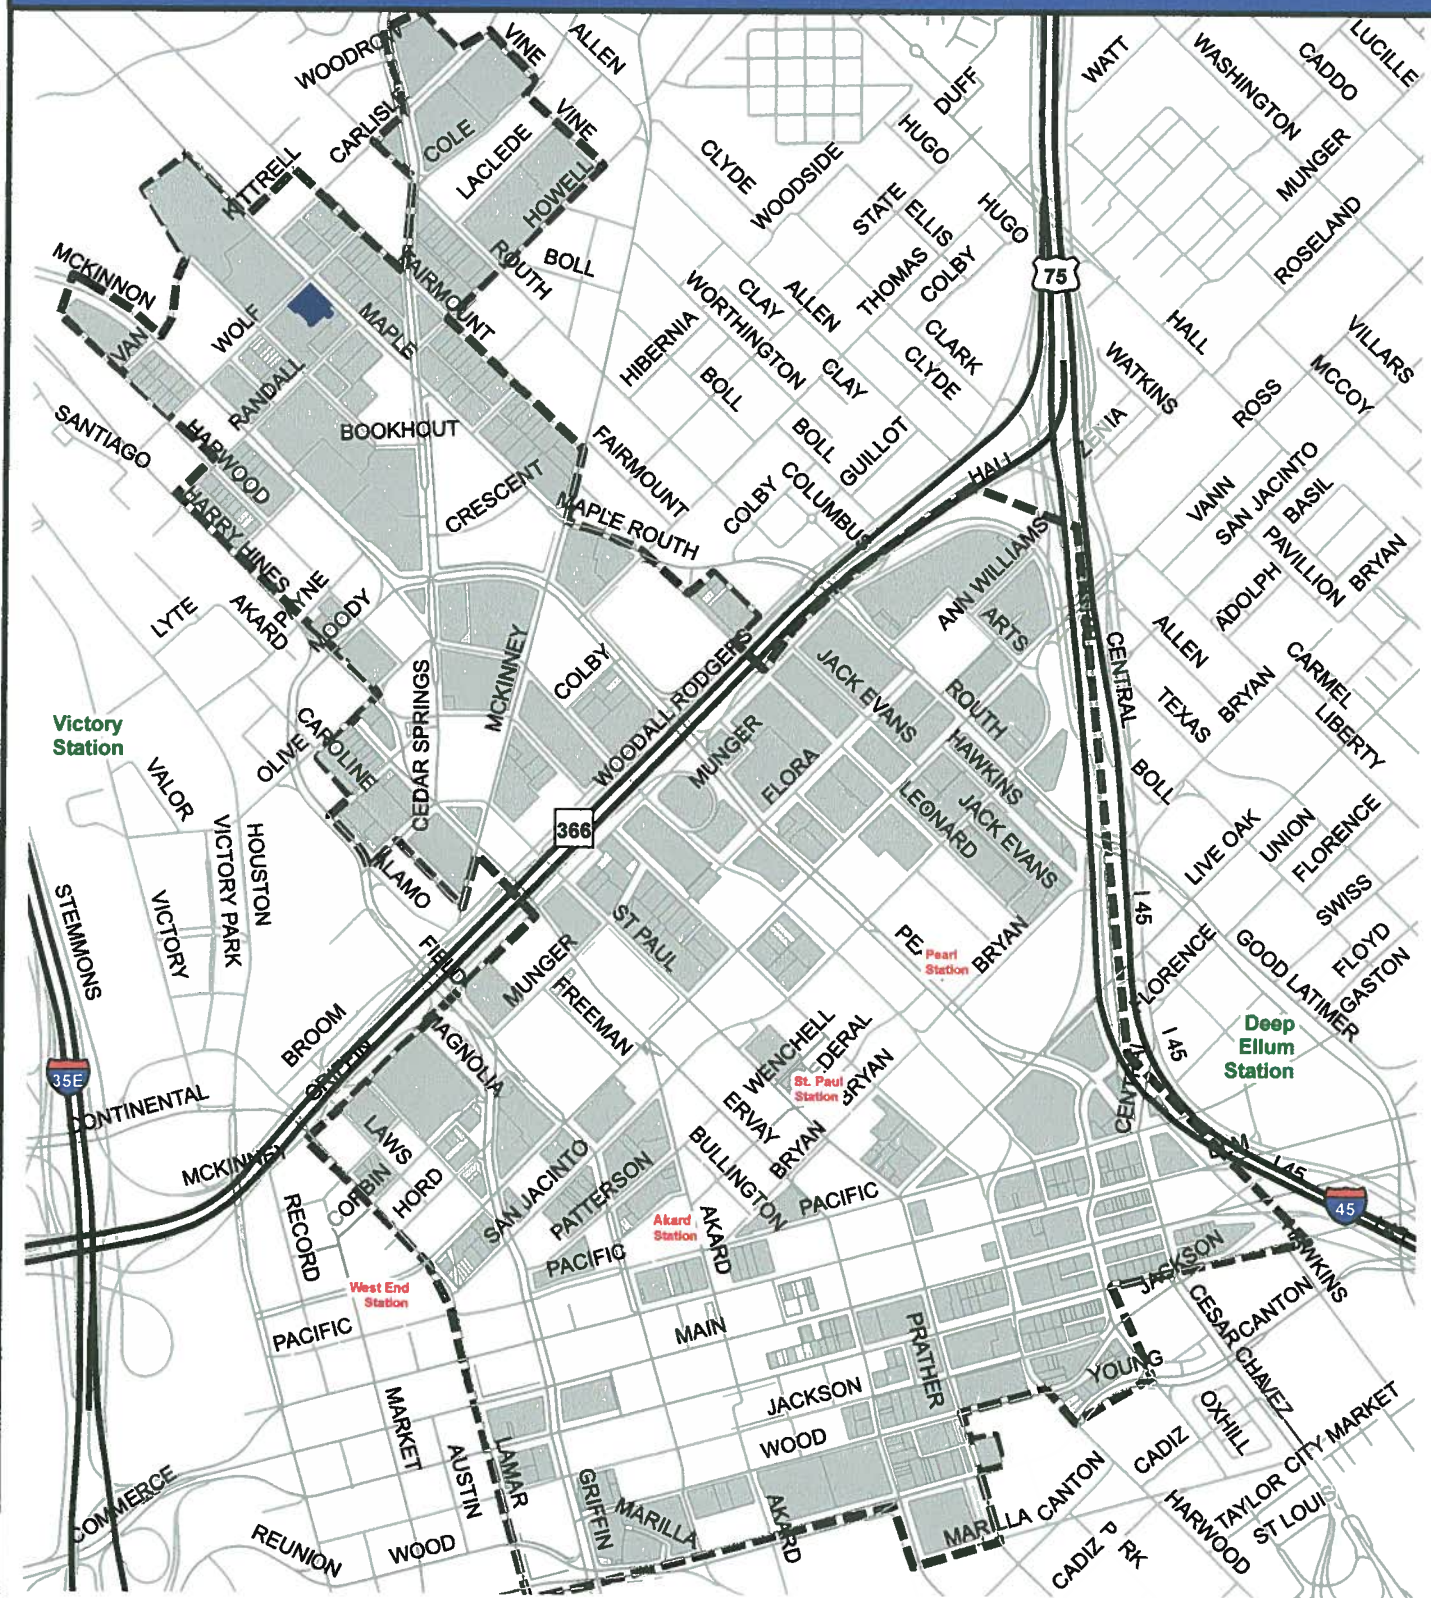 WOODROW
VINE
ALLEN
DUFF
WATT
WASHINGTON
CADDO
LUCILLE
CARLISL
COLE
LACLEDE
VINE
HUGO
MUNGER
KITTRELL
HOWELL
CLYDE
WOODSIDE
STATE
ELLIS
HUGO
ROSELAND
MCKINNON
FAIRMOUNT
ROUTH
BOLL
75
IVAN
WOLF
MAPLE
WORTHINGTON
CLAY
ALLEN
THOMAS
COLBY
HIBERNIA
CLARK
HALL
VILLARS
RANDALL
BOLL
CLAY
CLYDE
WATKINS
MCCOY
ROSS
SANTIAGO
HARWOOD
BOOKHOUT
FAIRMOUNT
BOLL
GUILLOT
ZENIA
CRESCENT
COLBY
COLUMBUS
HALL
VANN
SAN JACINTO
BASIL
HARRY HINES
MAPLE ROUTH
PAVILLION
BRYAN
ANN WILLIAMS
ARTS
ADOLPH
LYTE
AKARD
PAYNE
MOODY
ALLEN
CARMEL
CENTRAL
MCKINNEY
COLBY
WOODALL RODGERS
JACK EVANS
ROUTH
TEXAS
BRYAN
LIBERTY
Victory
Station
CAROLINE
OLIVE
CEDAR SPRINGS
MUNGER
FLORA
HAWKINS
BOLL
VALOR
LEONARD
JACK EVANS
366
LIVE OAK
UNION
FLORENCE
VICTORY PARK
HOUSTON
ALAMO
STEMMONS
VICTORY
ST PAUL
I 45
SWISS
FIELD
MUNGER
FREEMAN
Pearl
Station
BRYAN
FLORENCE
GOOD LATIMER
FLOYD
GASTON
BROOM
GRIFFIN
MAGNOLIA
WENCHELL
BRYAN
I 45
Deep
Ellum
Station
35E
CONTINENTAL
LAWS
St. Paul
Station
ERVAY
BULLINGTON
BRYAN
MCKINNEY
CORBIN
HORD
SAN JACINTO
PATTERSON
PACIFIC
I 45
45
RECORD
Akard
Station
AKARD
PACIFIC
West End
Station
JACKSON
HAWKINS
PACIFIC
MAIN
PRATHER
CESAR CHAVEZ
CANTON
YOUNG
MARKET
JACKSON
OXHILL
WOOD
CADIZ
CITY MARKET
AUSTIN
LAMAR
GRIFFIN
MARILLA
AKARD
MARILLA
CANTON
HARWOOD
TAYLOR
ST LOUIS
COMMERCE
REUNION
WOOD
CADIZ